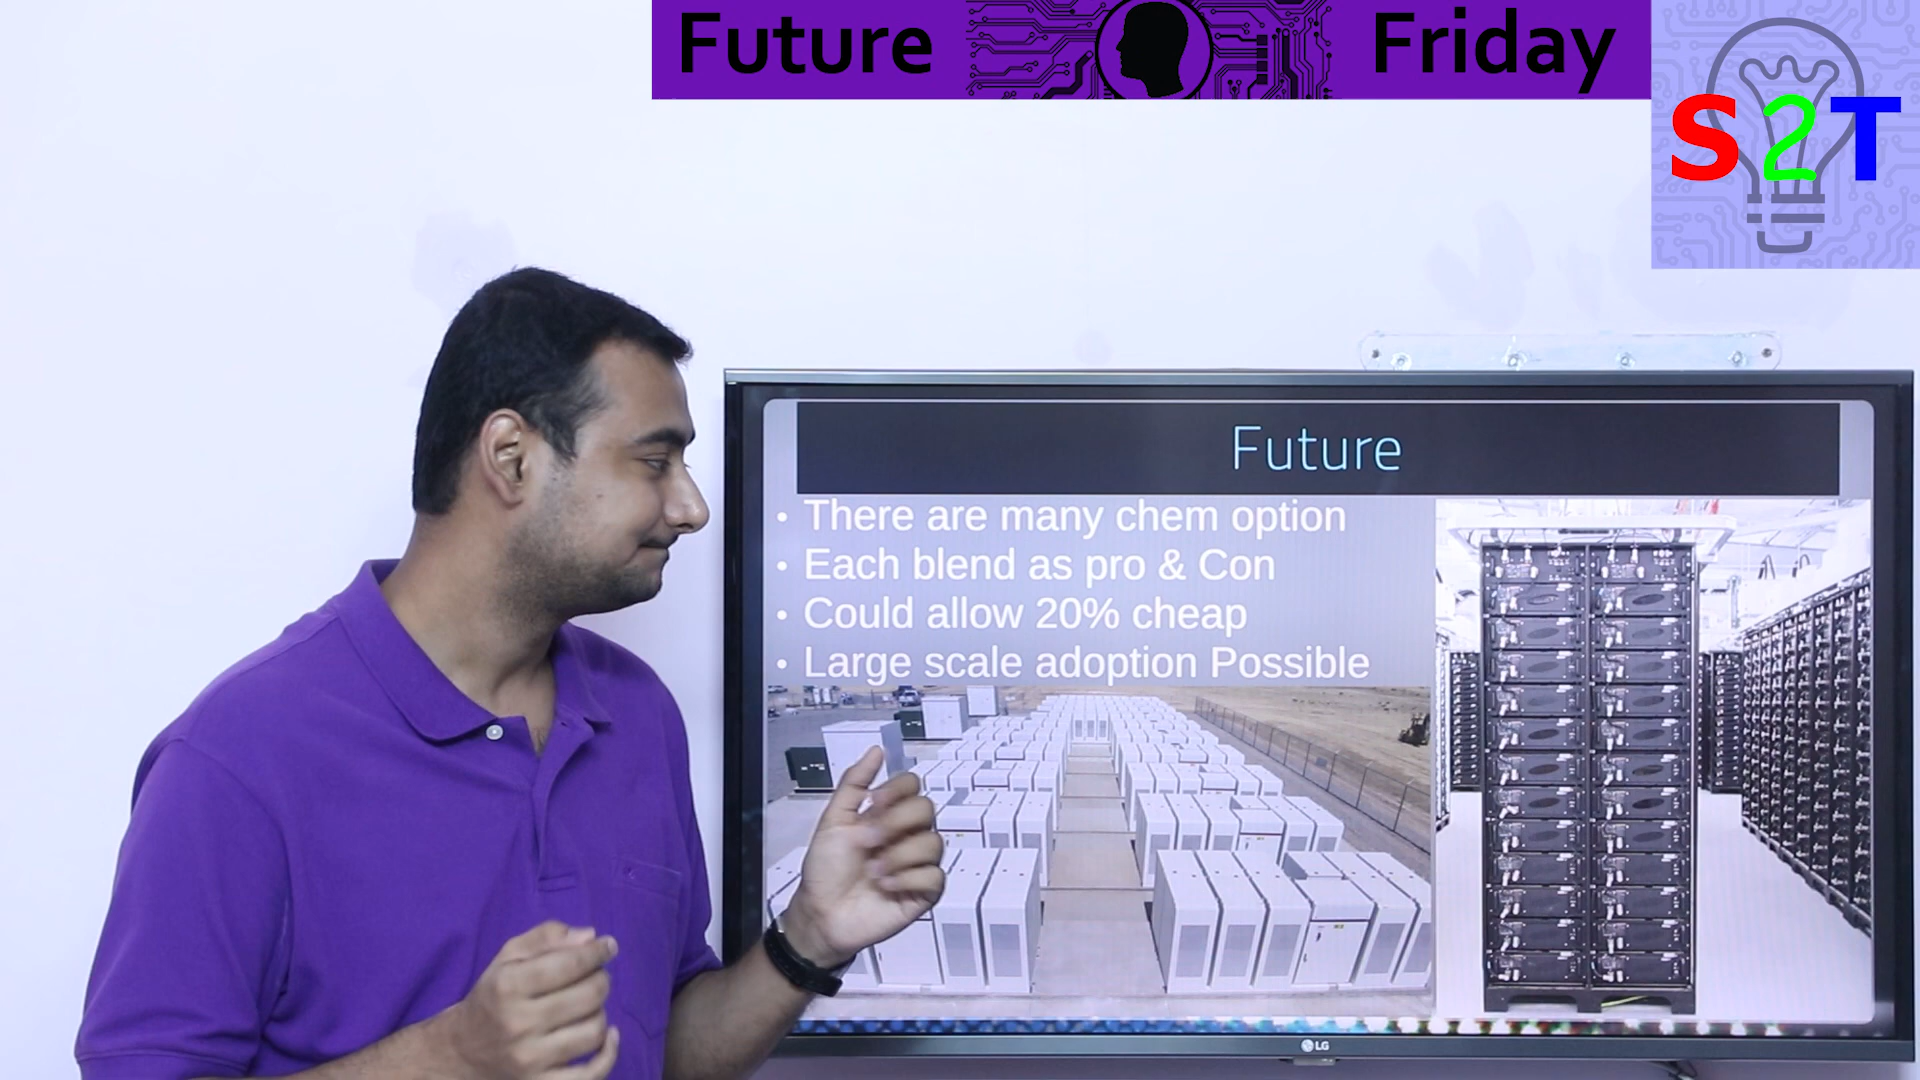 Future Friday
S2T
Future
• There are many chem option
• Each blend as pro & Con
• Could allow 20% cheap
• Large scale adoption Possible
LG